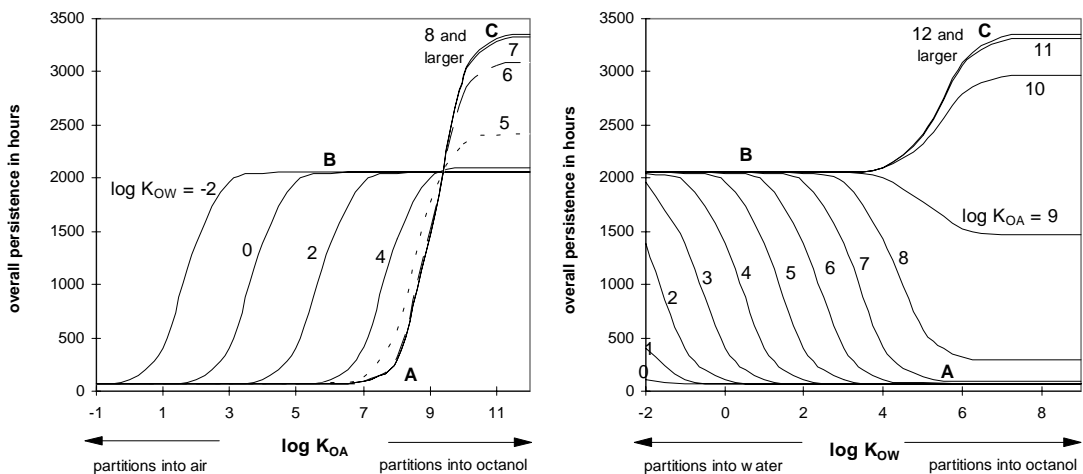 overall persistence in hours
3500
3000
2500
2000
1500
1000
500
0
-1
1
3
5
7
9
11
8 and
larger
C
7
6
5
B
log KOW = -2
0
2
4
A
log KOA
partitions into air
partitions into octanol
overall persistence in hours
3500
3000
2500
2000
1500
1000
500
0
-2
0
2
4
6
8
12 and
larger
C
11
10
B
log KOA = 9
0
1
2
3
4
5
6
7
8
A
log KOW
partitions into water
partitions into octanol